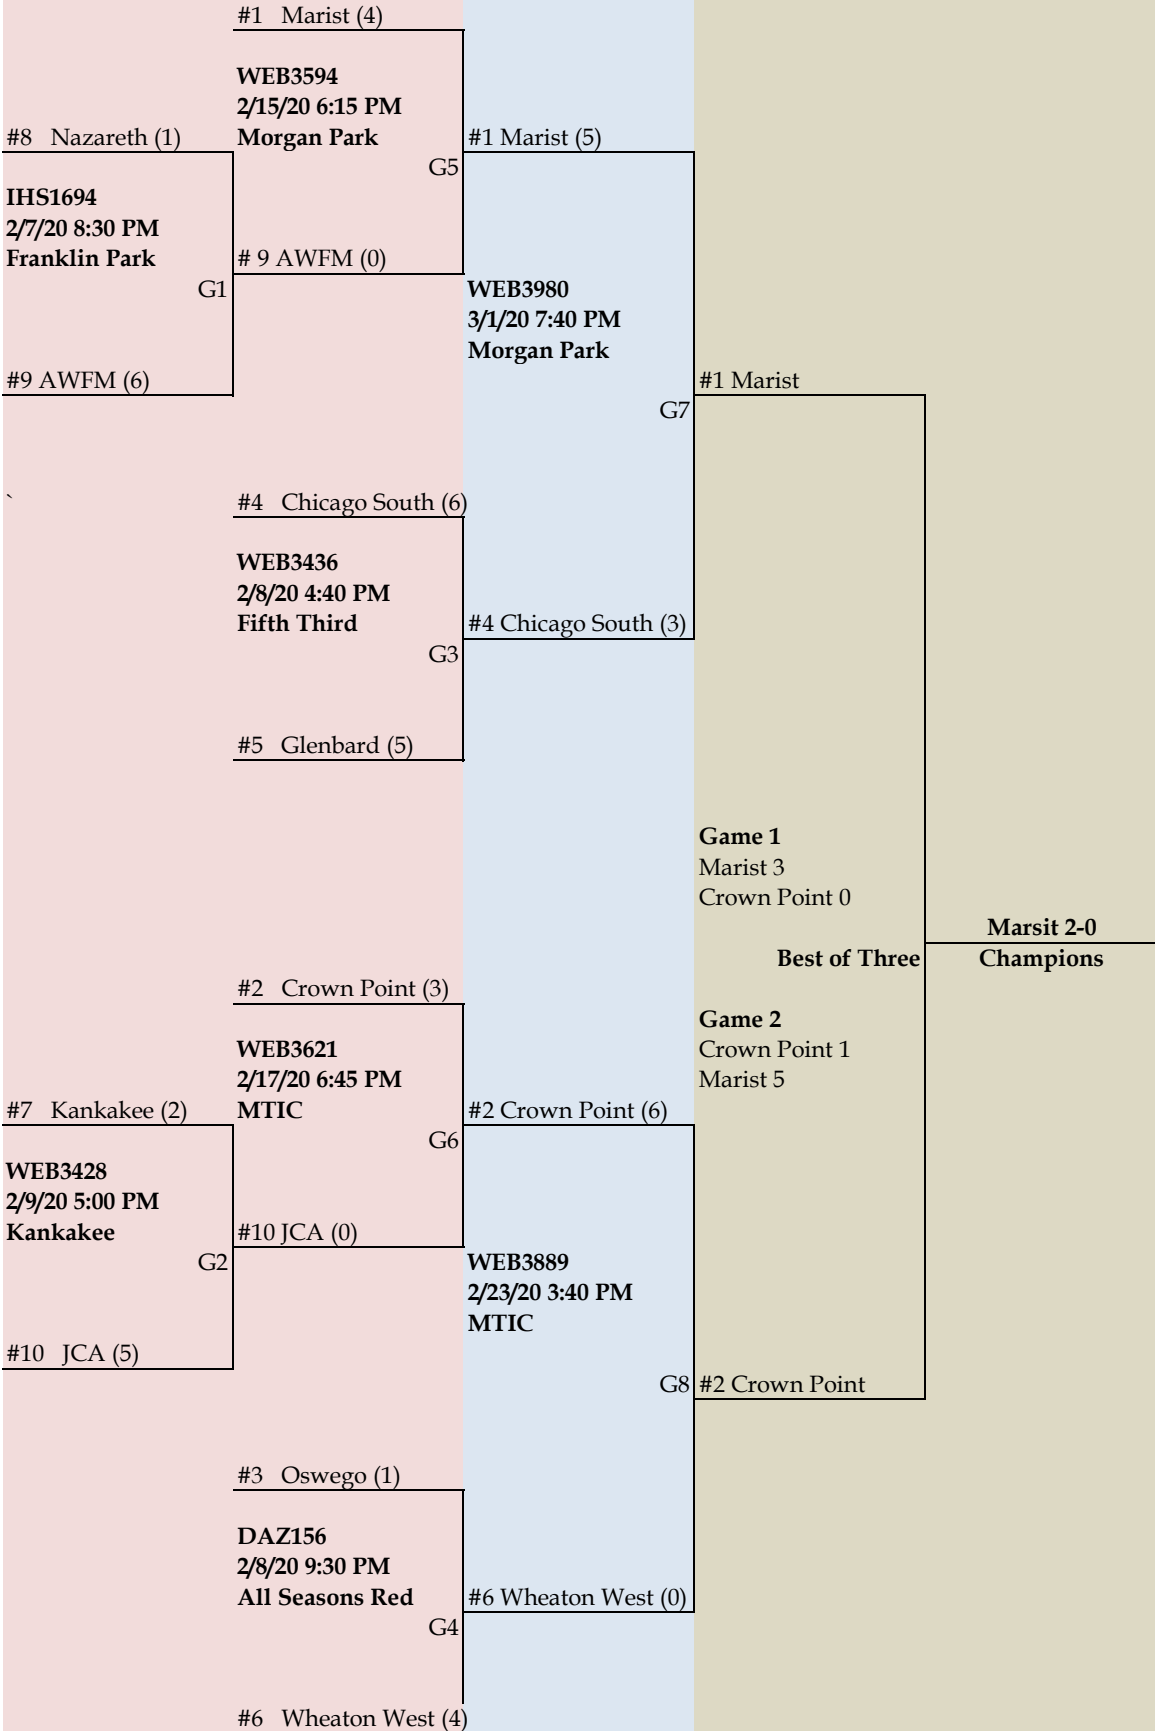 #1 Marist (4)
WEB3594
2/15/20 6:15 PM
Morgan Park
#8 Nazareth (1)
#1 Marist (5)
G5
IHS1694
2/7/20 8:30 PM
Franklin Park
# 9 AWFM (0)
G1
WEB3980
3/1/20 7:40 PM
Morgan Park
#9 AWFM (6)
#1 Marist
G7
`
#4 Chicago South (6)
WEB3436
2/8/20 4:40 PM
Fifth Third
#4 Chicago South (3)
G3
#5 Glenbard (5)
Game 1
Marist 3
Crown Point 0
Marsit 2-0
Best of Three
Champions
#2 Crown Point (3)
Game 2
Crown Point 1
Marist 5
WEB3621
2/17/20 6:45 PM
MTIC
#7 Kankakee (2)
#2 Crown Point (6)
G6
WEB3428
2/9/20 5:00 PM
Kankakee
#10 JCA (0)
G2
WEB3889
2/23/20 3:40 PM
MTIC
#10 JCA (5)
G8
#2 Crown Point
#3 Oswego (1)
DAZ156
2/8/20 9:30 PM
All Seasons Red
#6 Wheaton West (0)
G4
#6 Wheaton West (4)